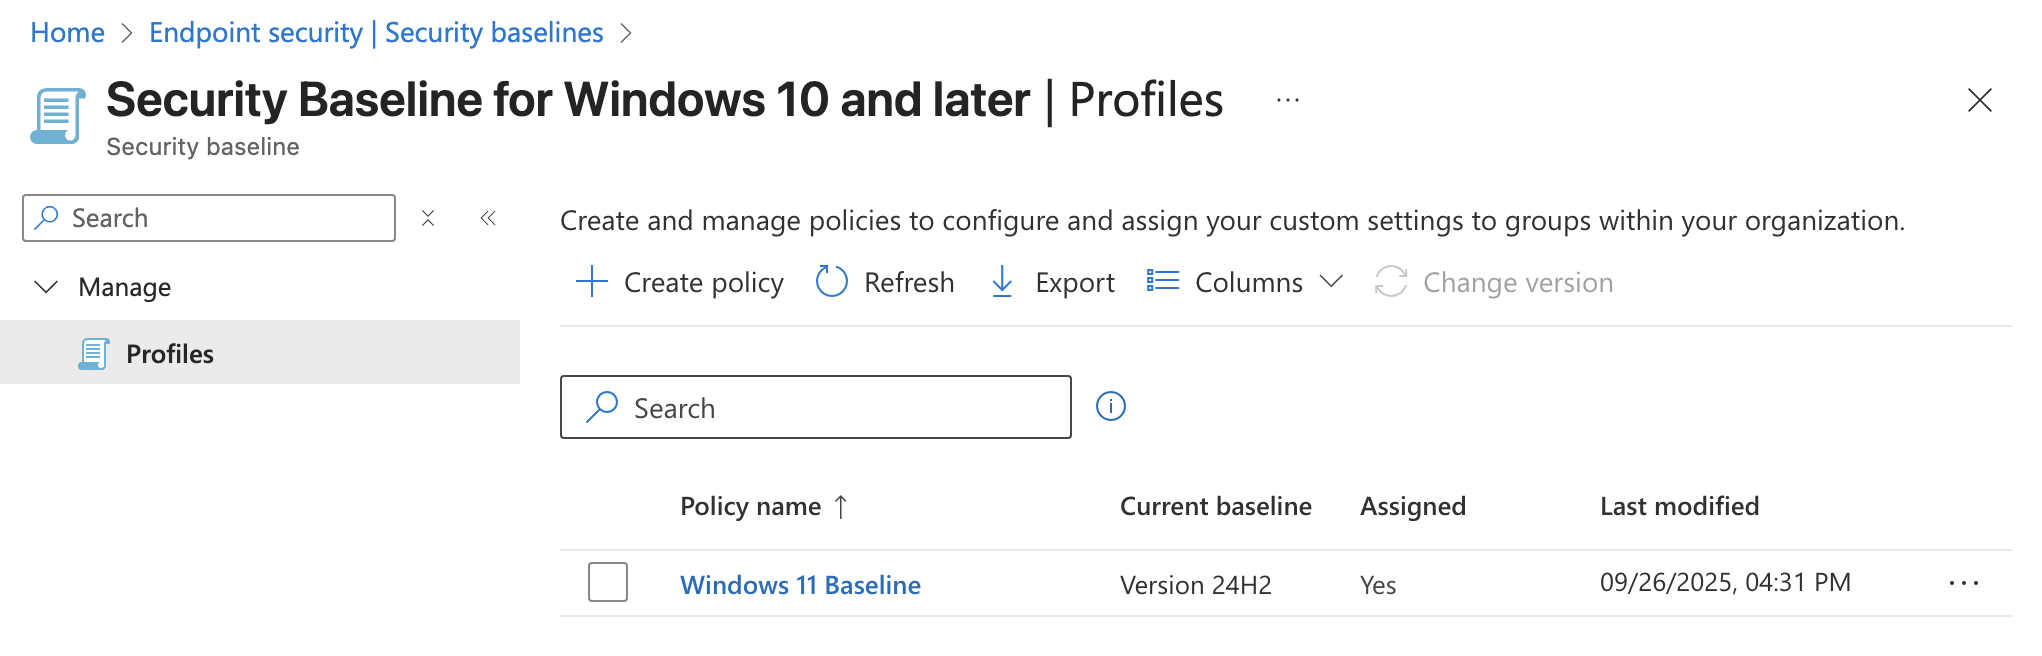 Home > Endpoint security | Security baselines >
Security Baseline for Windows 10 and later | Profiles ...
Security baseline
Search
Manage
Profiles
Create and manage policies to configure and assign your custom settings to groups within your organization.
Create policy Refresh Export Columns Change version
Search
Policy name ↑ Current baseline Assigned Last modified
Windows 11 Baseline Version 24H2 Yes 09/26/2025, 04:31 PM ...